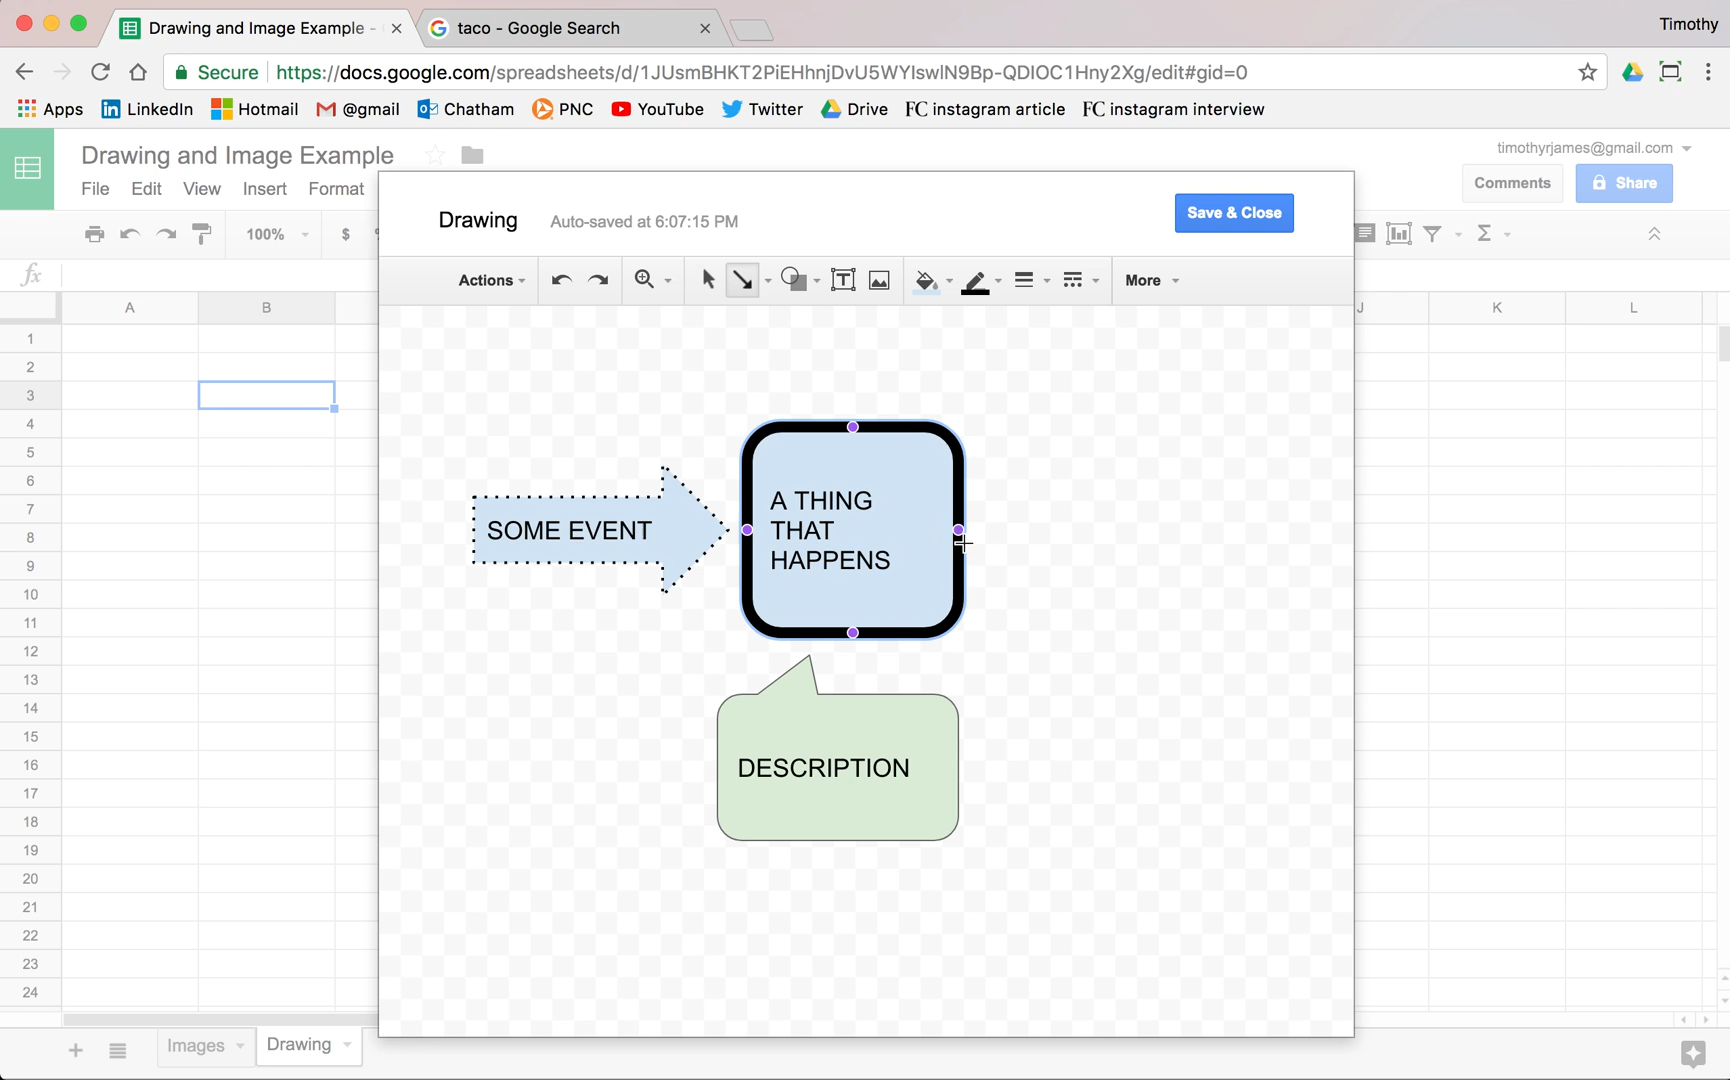 Drawing and Image Example -
taco - Google Search
Timothy
Secure https://docs.google.com/spreadsheets/d/1JUsmBHKT2PiEHhnjDvU5WYIswlN9Bp-QDIOC1Hny2Xg/edit#gid=0
Apps LinkedIn Hotmail @gmail Chatham PNC YouTube Twitter Drive FC instagram article FC instagram interview
Drawing and Image Example
timothyrjames@gmail.com
File Edit View Insert Format
Comments Share
Drawing Auto-saved at 6:07:15 PM Save & Close
100% $ %
Actions More
fx
A B J K L
1
2
3
4
5
6
7
8
9
10
11
12
13
14
15
16
17
18
19
20
21
22
23
24
SOME EVENT
A THING
THAT
HAPPENS
DESCRIPTION
Images Drawing